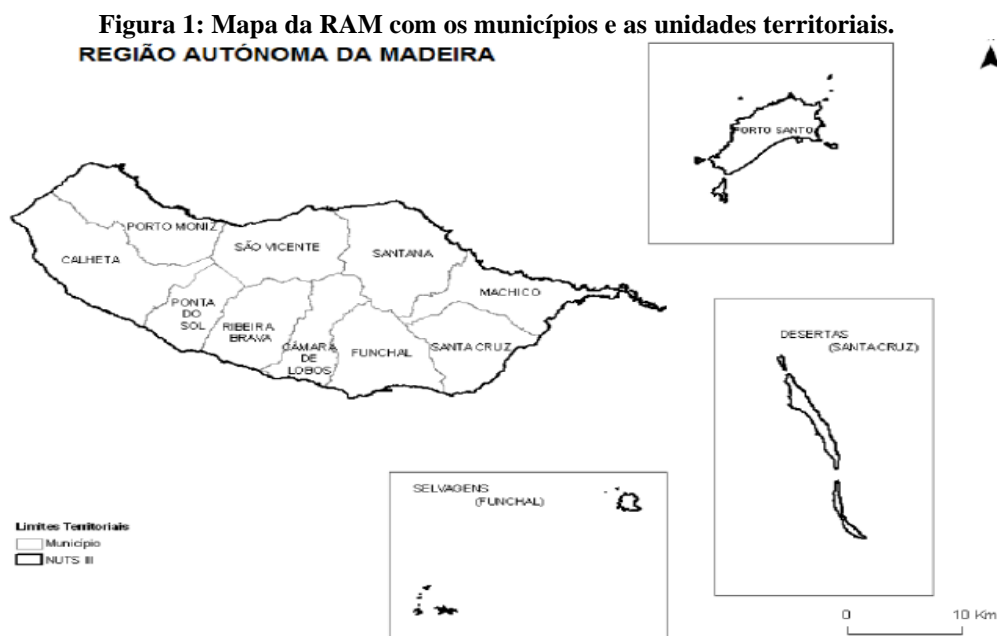 Figura 1: Mapa da RAM com os municípios e as unidades territoriais.
REGIÃO AUTÓNOMA DA MADEIRA
PORTO SANTO
PORTO MONIZ
SÃO VICENTE
SANTANA
CALHETA
MACHICO
PONTA
DO
SOL
RIBEIRA
BRAVA
CÂMARA
DE
LOBOS
FUNCHAL
SANTA CRUZ
DESERTAS
(SANTA CRUZ)
SELVAGENS
(FUNCHAL)
Limites Territoriais
Município
NUTS III
0 10 Km